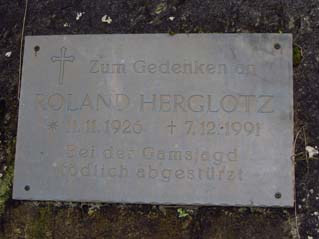 Zum Gedenken an
ROLAND HERGLOTZ
* 11.11.1926 † 7.12.1991
Bei der Gamsjagd
tödlich abgestürzt